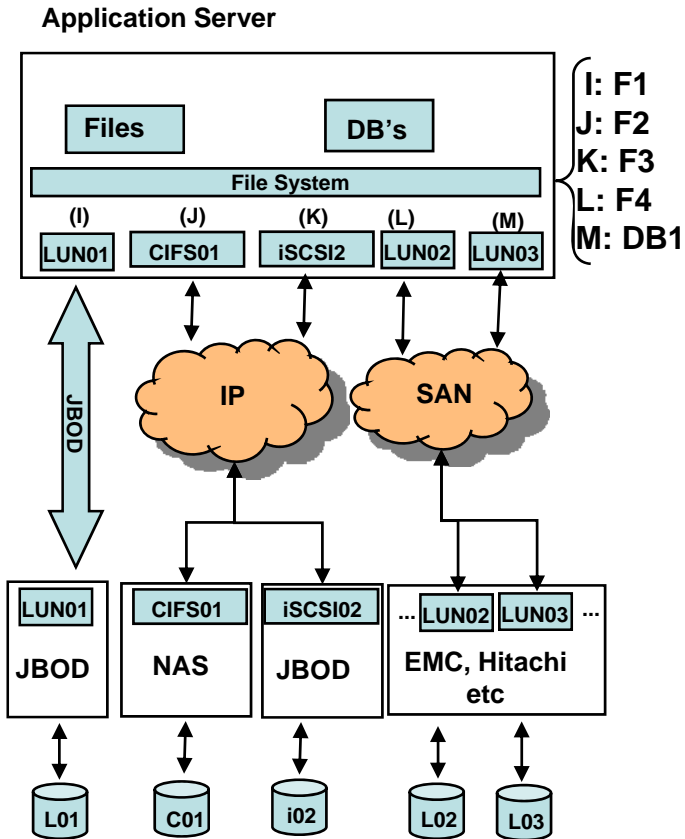 Application Server
Files
DB's
File System
(I)
(J)
(K)
(L)
(M)
LUN01
CIFS01
iSCSI2
LUN02
LUN03
I: F1
J: F2
K: F3
L: F4
M: DB1
JBOD
IP
SAN
LUN01
JBOD
CIFS01
NAS
iSCSI02
JBOD
... LUN02 LUN03 ...
EMC, Hitachi
etc
L01
C01
i02
L02
L03